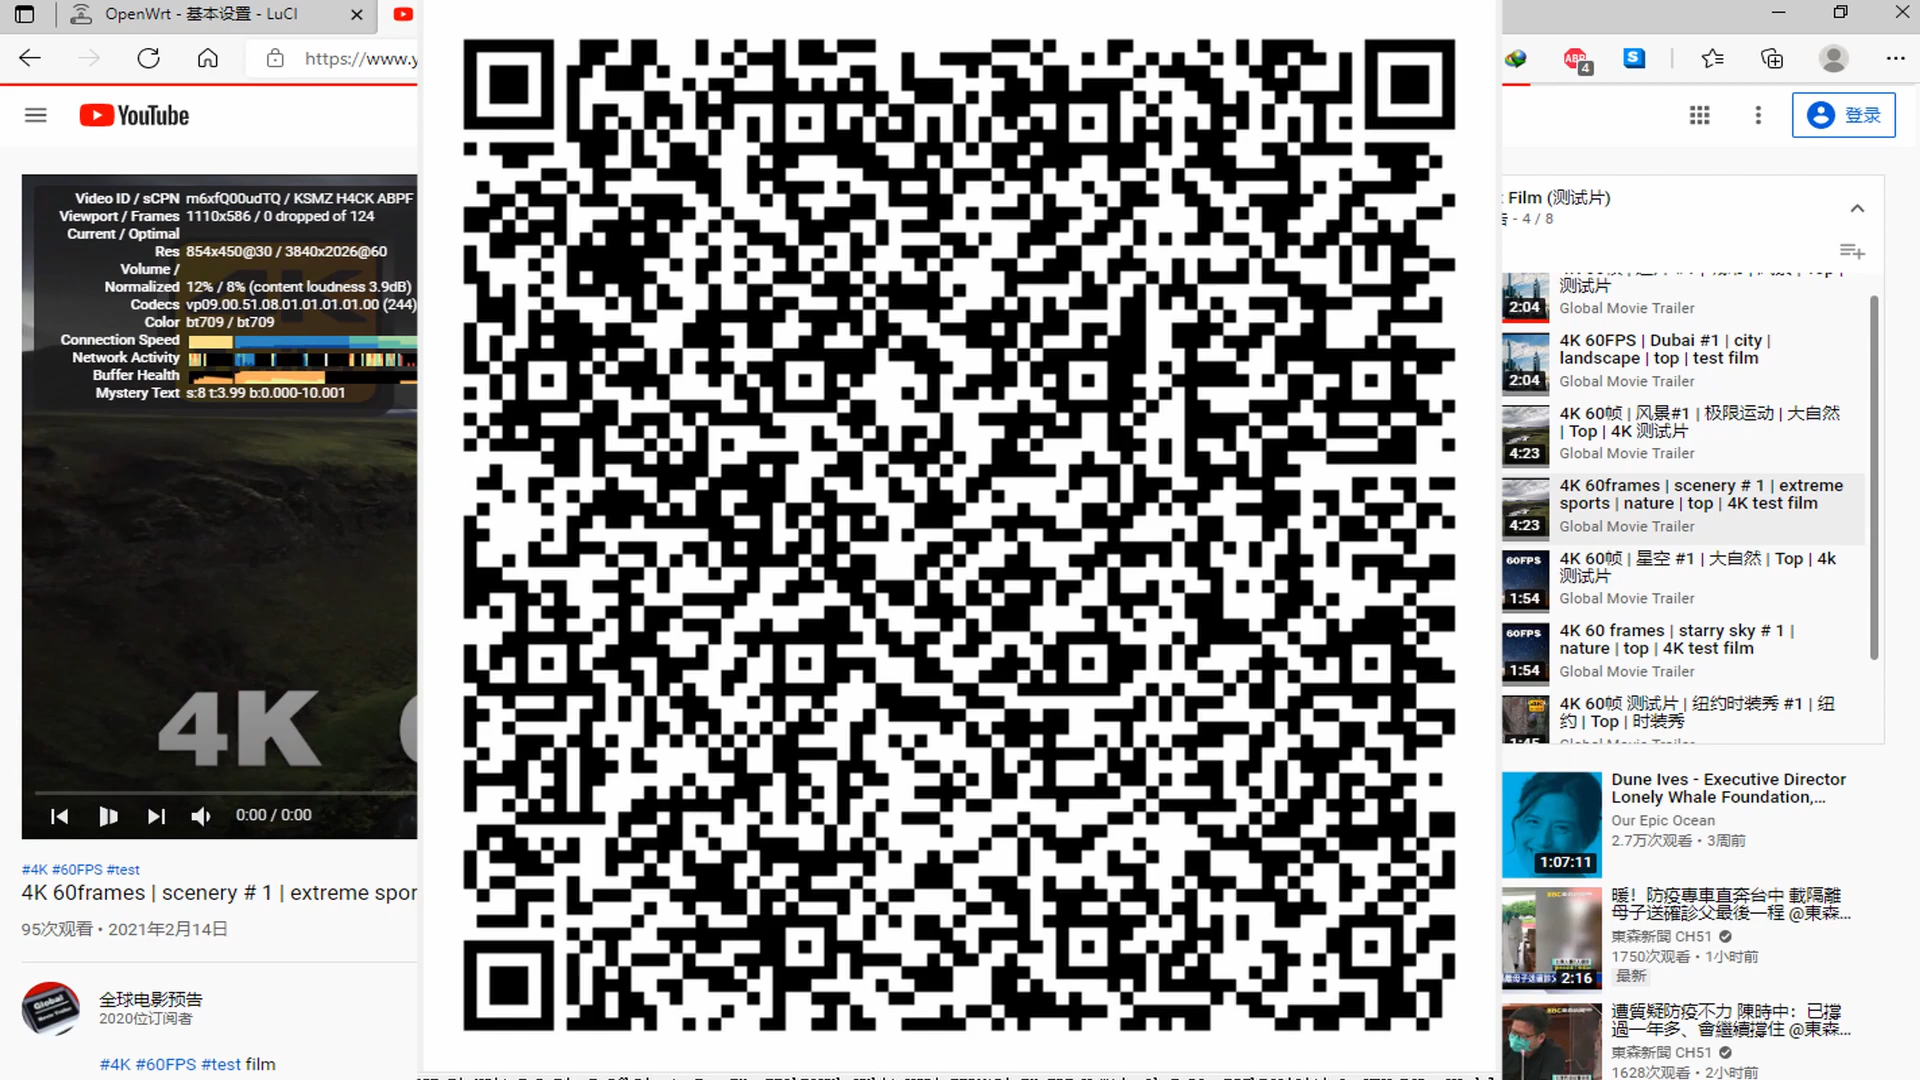 OpenWrt - 基本设置 - LuCI
https://www.y
ABP
4
S
YouTube
登录
Video ID / sCPN m6xfQ00udTQ / KSMZ H4CK ABPF
Viewport / Frames 1110x586 / 0 dropped of 124
Current / Optimal
Res 854x450@30 / 3840x2026@60
Volume /
Normalized 12% / 8% (content loudness 3.9dB)
Codecs vp09.00.51.08.01.01.01.01.00 (244)
Color bt709 / bt709
Connection Speed
Network Activity
Buffer Health
Mystery Text s:8 t:3.99 b:0.000-10.001
4K
0:00 / 0:00
#4K #60FPS #test
4K 60frames | scenery # 1 | extreme spor
95次观看 • 2021年2月14日
Global
全球电影预告
2020位订阅者
#4K #60FPS #test film
Film (测试片)
- 4 / 8
测试片
Global Movie Trailer
2:04
4K 60FPS | Dubai #1 | city |
landscape | top | test film
Global Movie Trailer
2:04
4K 60帧 | 风景#1 | 极限运动 | 大自然
| Top | 4K 测试片
Global Movie Trailer
4:23
4K 60frames | scenery # 1 | extreme
sports | nature | top | 4K test film
Global Movie Trailer
4:23
60FPS
4K 60帧 | 星空 #1 | 大自然 | Top | 4k
测试片
Global Movie Trailer
1:54
60FPS
4K 60 frames | starry sky # 1 |
nature | top | 4K test film
Global Movie Trailer
1:54
4K 60帧 测试片 | 纽约时装秀 #1 | 纽
约 | Top | 时装秀
Global Movie Trailer
1:45
Dune Ives - Executive Director
Lonely Whale Foundation,...
Our Epic Ocean
2.7万次观看 • 3周前
1:07:11
暖！防疫專車直奔台中 載隔離
母子送確診父最後一程 @東森...
東森新聞 CH51
1750次观看 • 1小时前
最新
2:16
遭質疑防疫不力 陳時中：已撐
過一年多、會繼續撐住 @東森...
東森新聞 CH51
1628次观看 • 2小时前